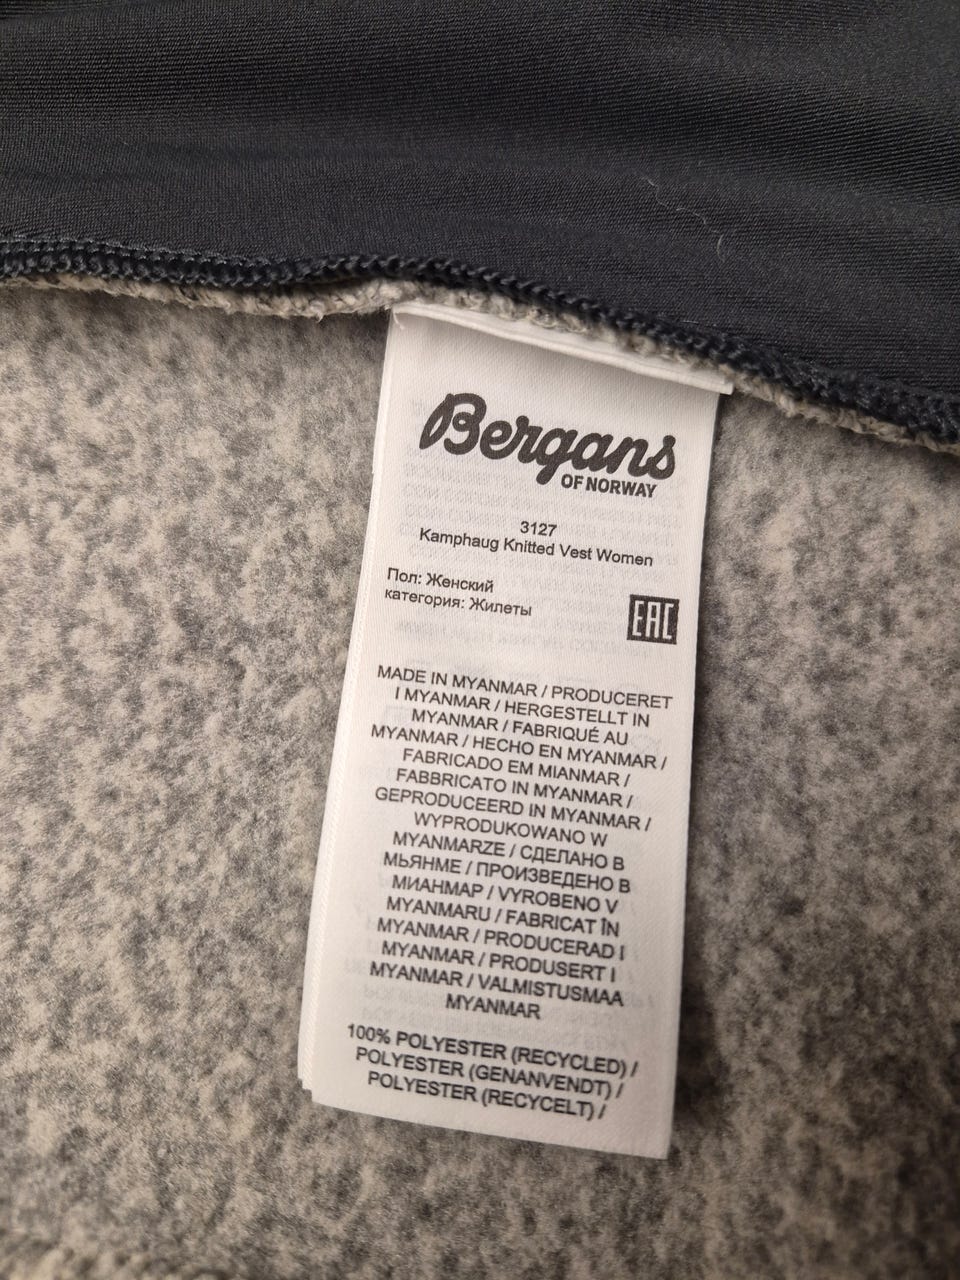 Bergans
OF NORWAY
3127
Kamphaug Knitted Vest Women
Пол: Женский
категория: Жилеты
EAC
MADE IN MYANMAR / PRODUCERET
I MYANMAR / HERGESTELLT IN
MYANMAR / FABRIQUÉ AU
MYANMAR / HECHO EN MYANMAR /
FABRICADO EM MIANMAR /
FABBRICATO IN MYANMAR /
GEPRODUCEERD IN MYANMAR /
WYPRODUKOWANO W
MYANMARZE / СДЕЛАНО В
МЬЯНМЕ / ПРОИЗВЕДЕНО В
МИАНМАР / VYROBENO V
MYANMARU / FABRICAT ÎN
MYANMAR / PRODUCERAD I
MYANMAR / PRODUSERT I
MYANMAR / VALMISTUSMAA
MYANMAR
100% POLYESTER (RECYCLED) /
POLYESTER (GENANVENDT) /
POLYESTER (RECYCELT) /